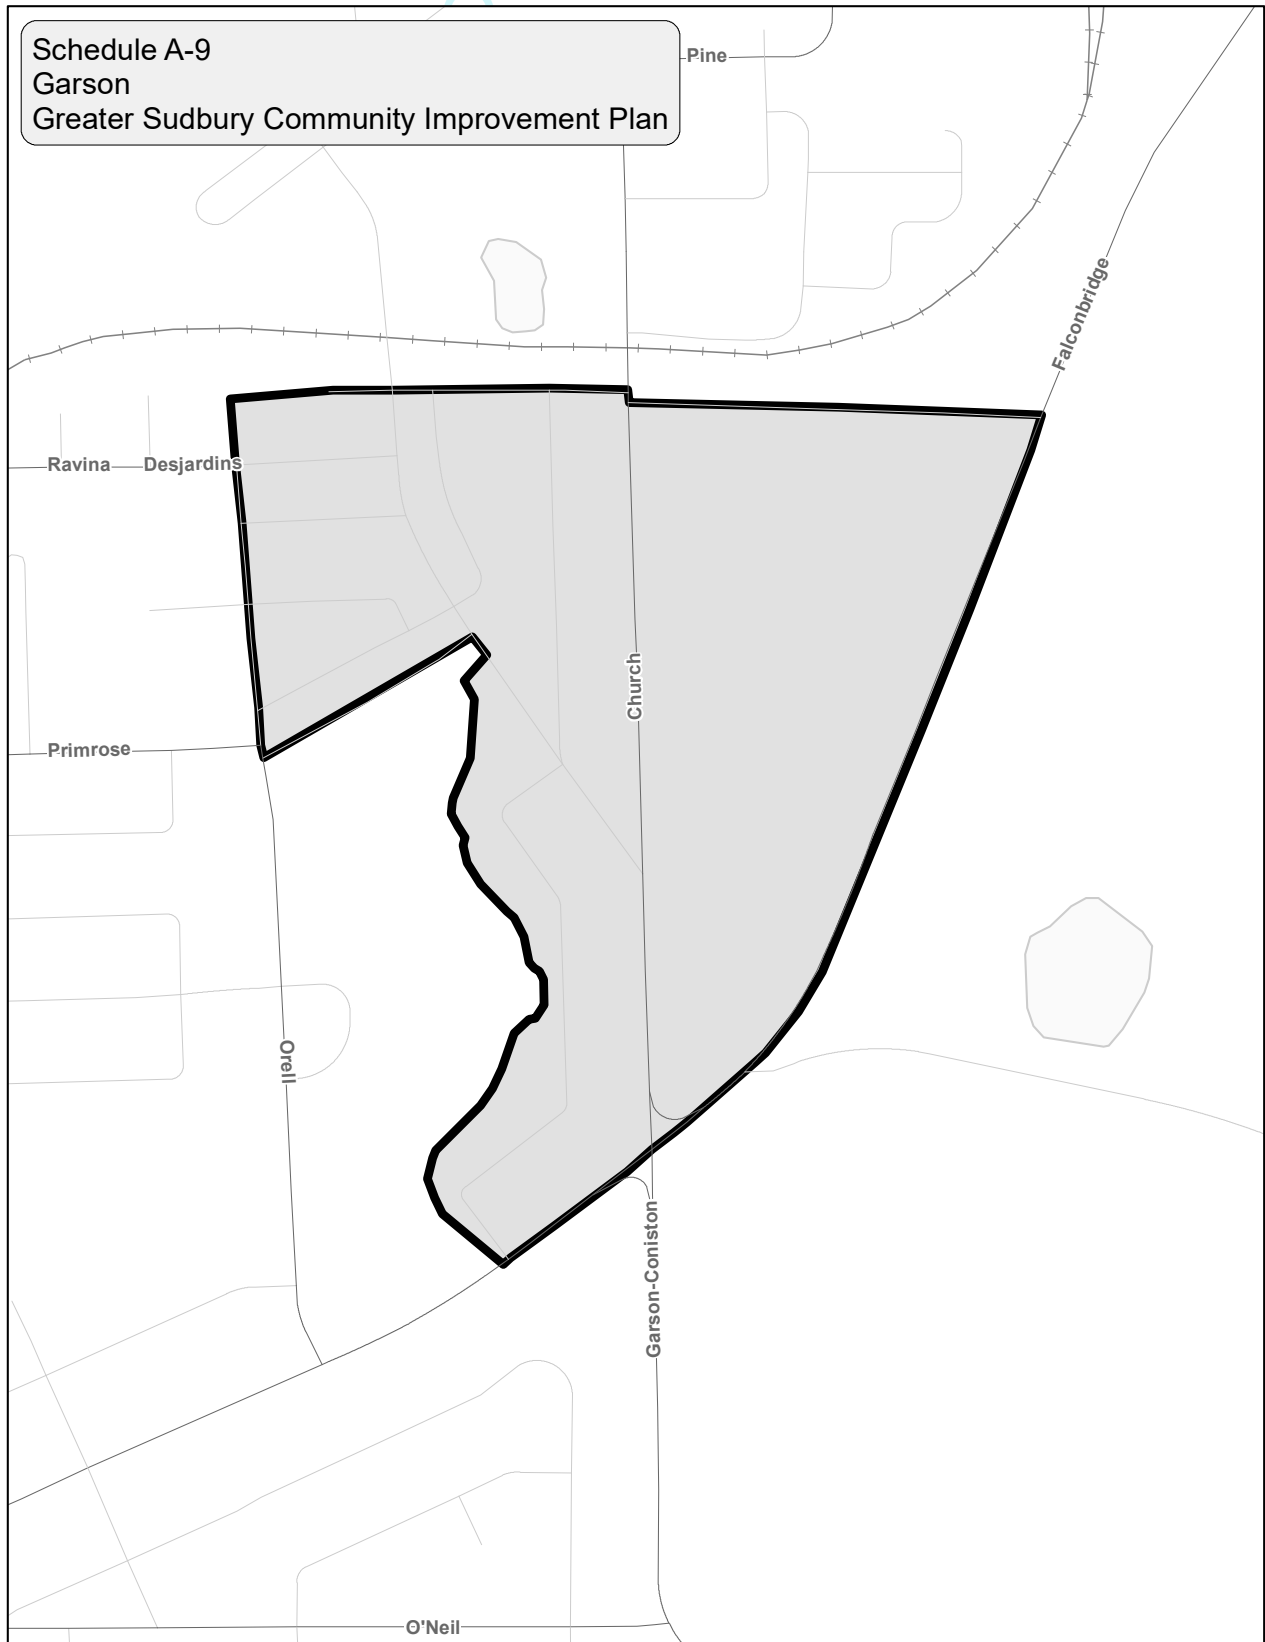 Schedule A-9
Garson
Greater Sudbury Community Improvement Plan
Pine
Falconbridge
Ravina
Desjardins
Church
Primrose
Orell
Garson-Coniston
O'Neil